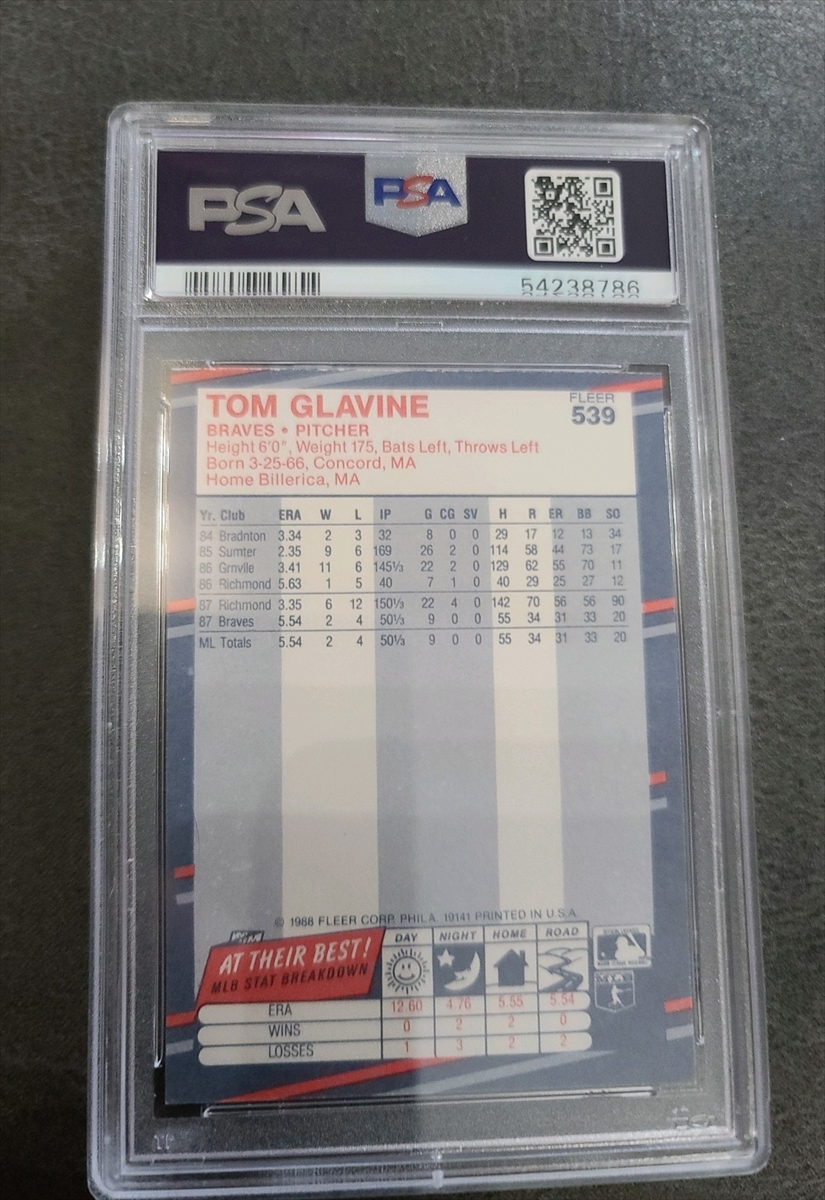 PSA
PSA
54238786
TOM GLAVINE
FLEER
539
BRAVES • PITCHER
Height 6'0", Weight 175, Bats Left, Throws Left
Born 3-25-66, Concord, MA
Home Billerica, MA
Yr. Club ERA W L IP G CG SV H R ER BB SO
84 Bradnton 3.34 2 3 32 8 0 0 29 17 12 13 34
85 Sumter 2.35 9 6 169 26 2 0 114 58 44 73 17
86 Grnvlle 3.41 11 6 145⅓ 22 2 0 129 62 55 70 11
86 Richmond 5.63 1 5 40 7 1 0 40 29 25 27 12
87 Richmond 3.35 6 12 150⅓ 22 4 0 142 70 56 56 90
87 Braves 5.54 2 4 50⅓ 9 0 0 55 34 31 33 20
ML Totals 5.54 2 4 50⅓ 9 0 0 55 34 31 33 20
© 1988 FLEER CORP. PHILA. 19141 PRINTED IN U.S.A.
AT THEIR BEST!
MLB STAT BREAKDOWN
DAY NIGHT HOME ROAD
ERA 12.60 4.76 5.55 5.54
WINS 0 2 2 0
LOSSES 1 3 2 2